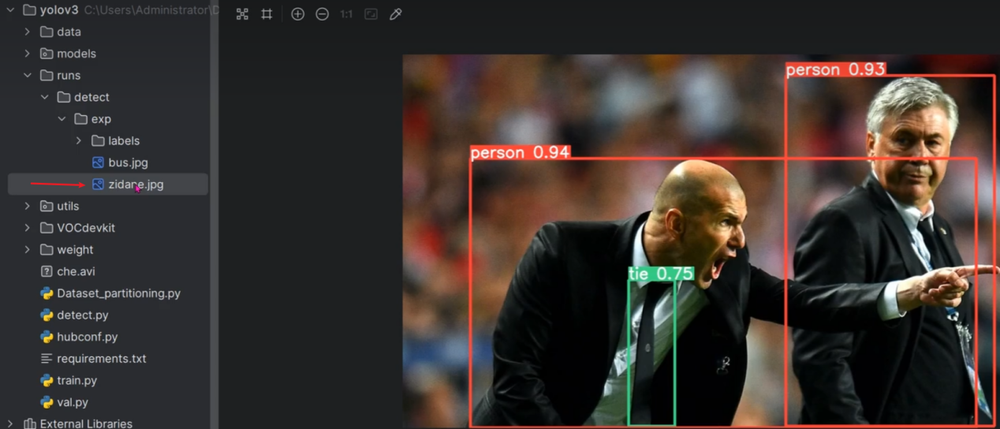 yolov3 C:\Users\Administrator\D
data
models
runs
detect
exp
labels
bus.jpg
zidane.jpg
utils
VOCdevkit
weight
che.avi
Dataset_partitioning.py
detect.py
hubconf.py
requirements.txt
train.py
val.py
External Libraries
1:1
person 0.93
person 0.94
tie 0.75